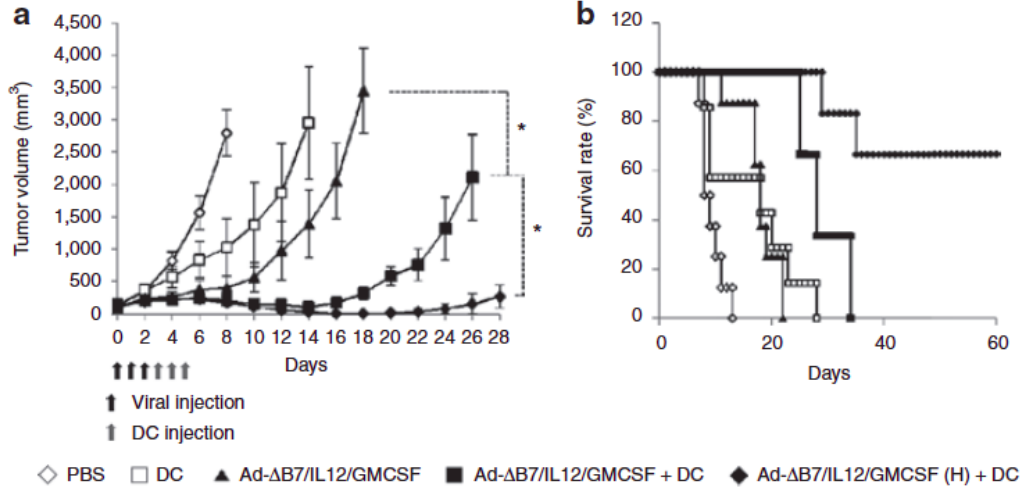 a
b
Tumor volume (mm³)
4,500
4,000
3,500
3,000
2,500
2,000
1,500
1,000
500
0
0 2 4 6 8 10 12 14 16 18 20 22 24 26 28
Days
*
*
Viral injection
DC injection
Survival rate (%)
120
100
80
60
40
20
0
0 20 40 60
Days
PBS DC Ad-ΔB7/IL12/GMCSF Ad-ΔB7/IL12/GMCSF + DC Ad-ΔB7/IL12/GMCSF (H) + DC